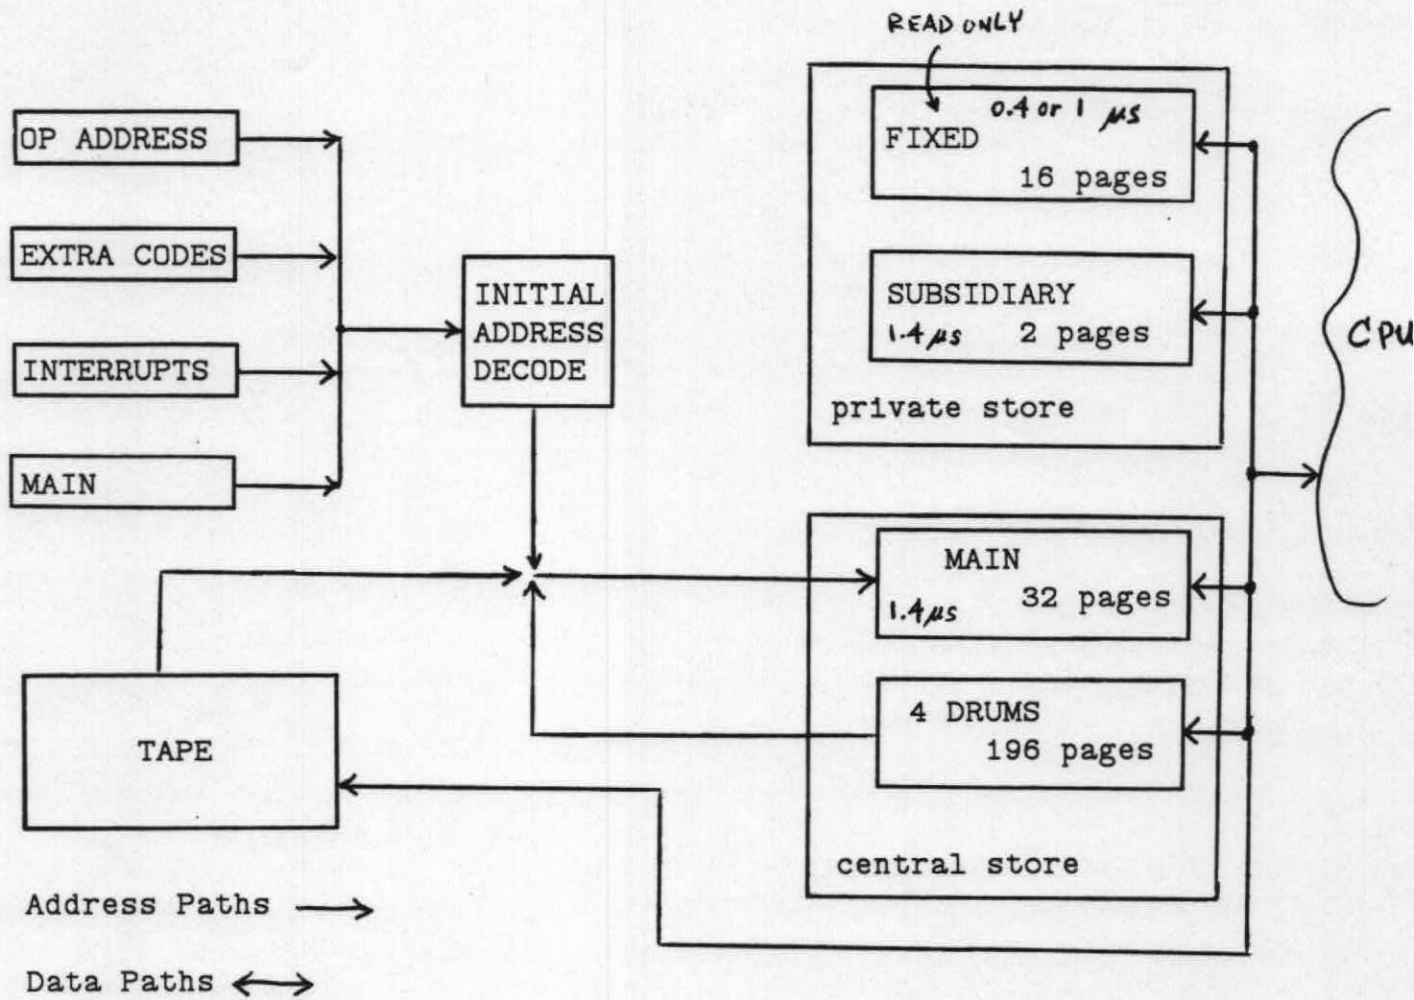 READ ONLY
OP ADDRESS
EXTRA CODES
INTERRUPTS
MAIN
INITIAL
ADDRESS
DECODE
0.4 or 1 μs
FIXED
16 pages
SUBSIDIARY
1.4μs 2 pages
private store
CPU
MAIN
32 pages
1.4μs
4 DRUMS
196 pages
central store
TAPE
Address Paths
Data Paths